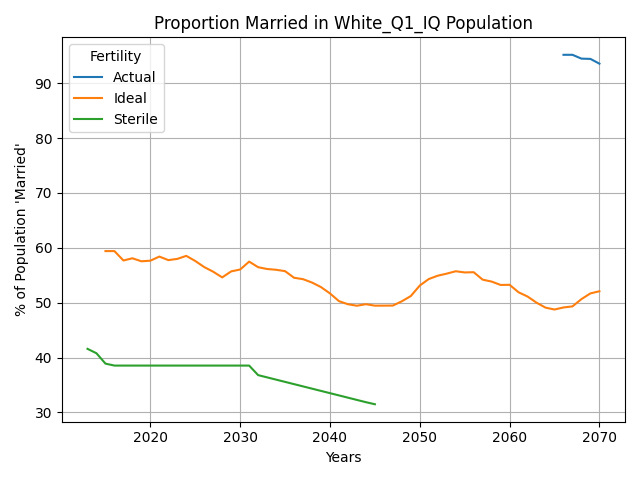 Proportion Married in White_Q1_IQ Population
Fertility
Actual
Ideal
Sterile
% of Population 'Married'
90
80
70
60
50
40
30
2020
2030
2040
2050
2060
2070
Years